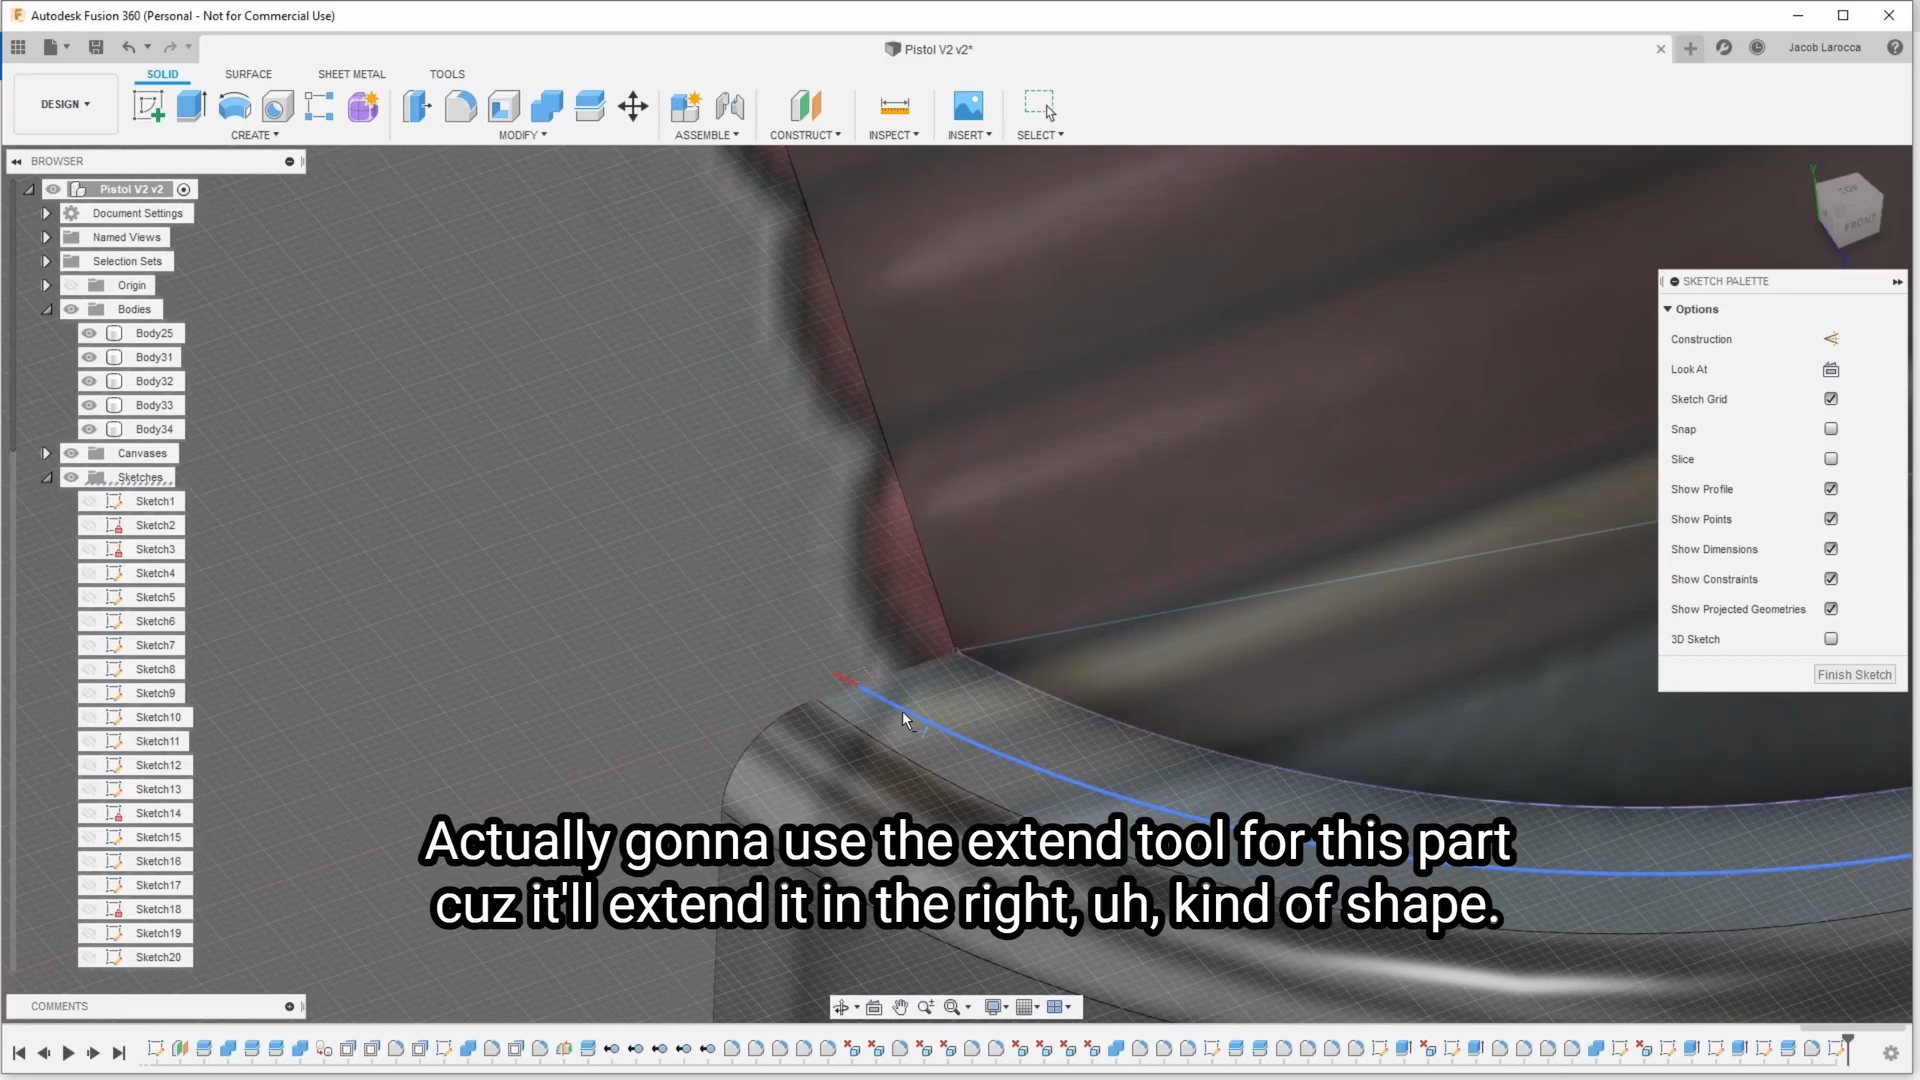 Autodesk Fusion 360 (Personal - Not for Commercial Use)
Pistol V2 v2*
Jacob Larocca
DESIGN
SOLID
SURFACE
SHEET METAL
TOOLS
CREATE
MODIFY
ASSEMBLE
CONSTRUCT
INSPECT
INSERT
SELECT
BROWSER
Pistol V2 v2
Document Settings
Named Views
Selection Sets
Origin
Bodies
Body25
Body31
Body32
Body33
Body34
Canvases
Sketches
Sketch1
Sketch2
Sketch3
Sketch4
Sketch5
Sketch6
Sketch7
Sketch8
Sketch9
Sketch10
Sketch11
Sketch12
Sketch13
Sketch14
Sketch15
Sketch16
Sketch17
Sketch18
Sketch19
Sketch20
COMMENTS
TOP
FRONT
Y
SKETCH PALETTE
Options
Construction
Look At
Sketch Grid
Snap
Slice
Show Profile
Show Points
Show Dimensions
Show Constraints
Show Projected Geometries
3D Sketch
Finish Sketch
Actually gonna use the extend tool for this part
cuz it'll extend it in the right, uh, kind of shape.